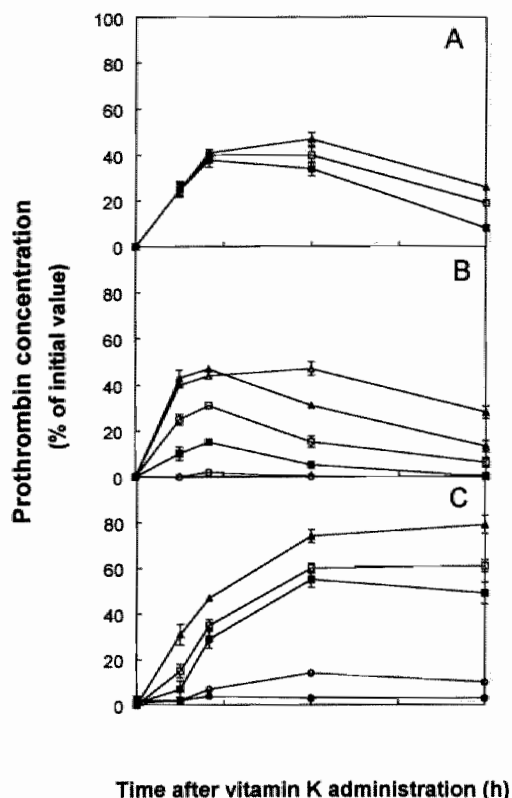 100
80
60
40
20
0
A
80
60
40
20
0
B
80
60
40
20
0
C
Prothrombin concentration
(% of initial value)
Time after vitamin K administration (h)